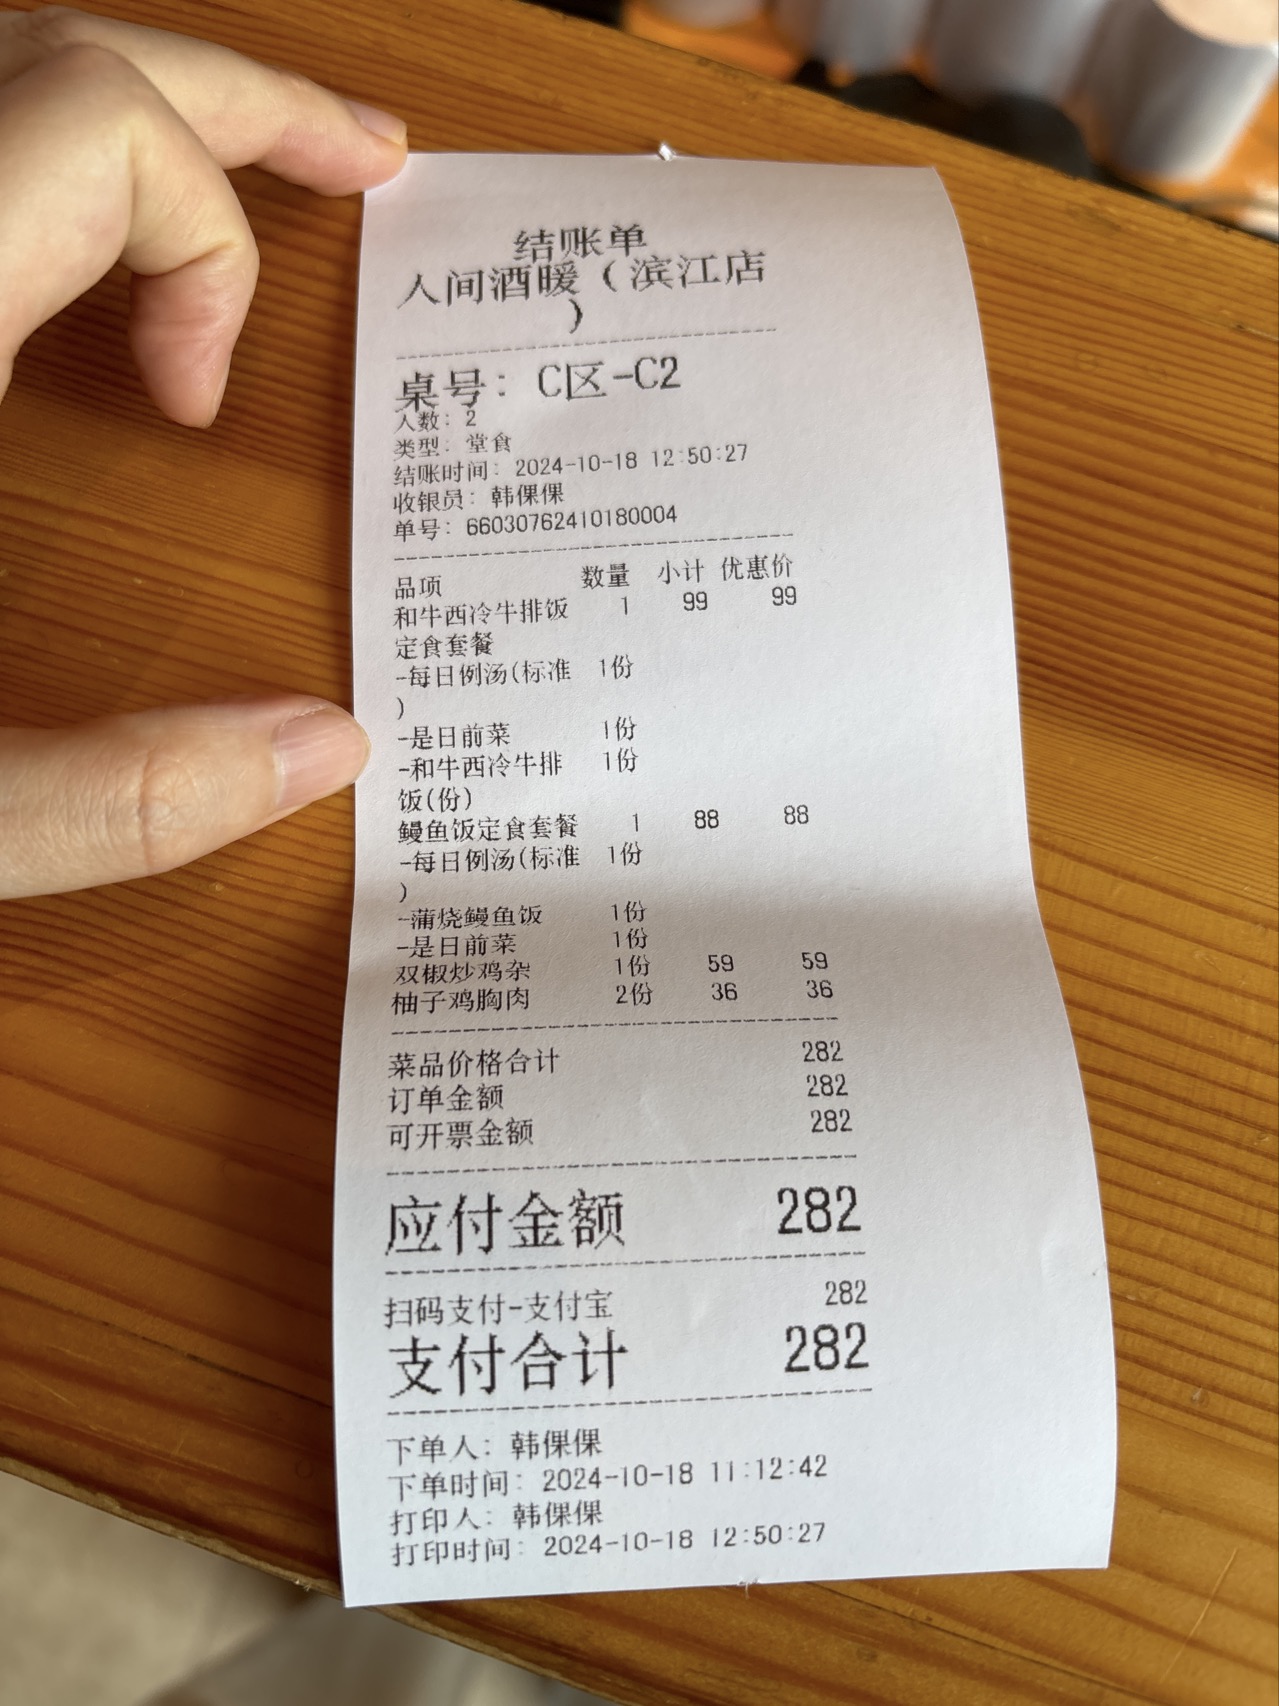 结账单
人间酒暖（滨江店
）
桌号：C区-C2
人数：2
类型：堂食
结账时间：2024-10-18 12:50:27
收银员：韩倮倮
单号：66030762410180004
品项 数量 小计 优惠价
和牛西冷牛排饭 1 99 99
定食套餐
-每日例汤(标准 1份
)
-是日前菜 1份
-和牛西冷牛排 1份
饭(份)
鳗鱼饭定食套餐 1 88 88
-每日例汤(标准 1份
)
-蒲烧鳗鱼饭 1份
-是日前菜 1份
双椒炒鸡杂 1份 59 59
柚子鸡胸肉 2份 36 36
菜品价格合计 282
订单金额 282
可开票金额 282
应付金额 282
扫码支付-支付宝 282
支付合计 282
下单人：韩倮倮
下单时间：2024-10-18 11:12:42
打印人：韩倮倮
打印时间：2024-10-18 12:50:27